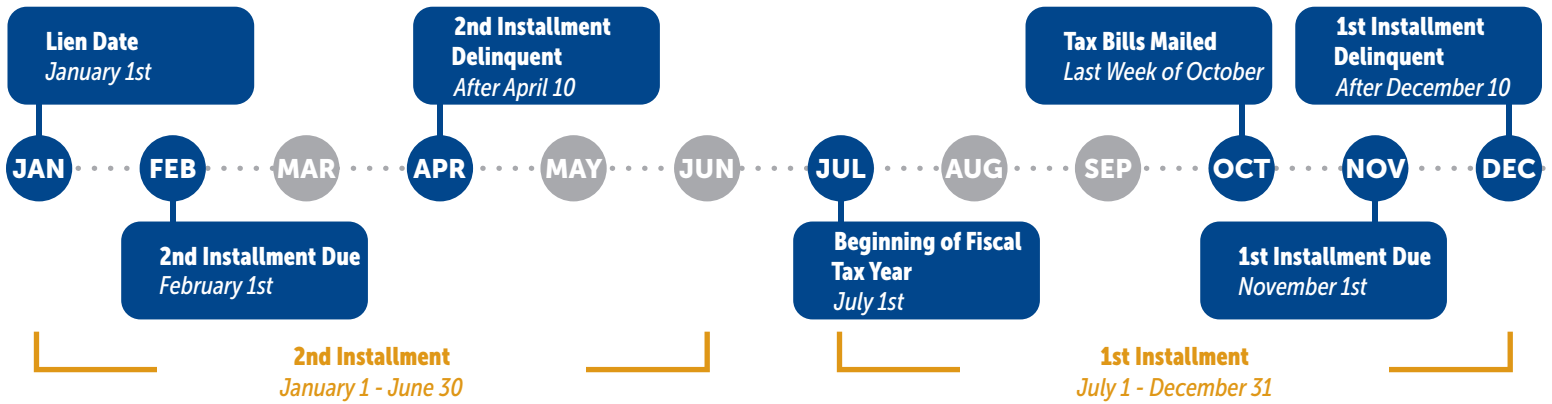 Lien Date
January 1st
2nd Installment
Delinquent
After April 10
Tax Bills Mailed
Last Week of October
1st Installment
Delinquent
After December 10
JAN
FEB
MAR
APR
MAY
JUN
JUL
AUG
SEP
OCT
NOV
DEC
2nd Installment Due
February 1st
Beginning of Fiscal
Tax Year
July 1st
1st Installment Due
November 1st
2nd Installment
January 1 - June 30
1st Installment
July 1 - December 31